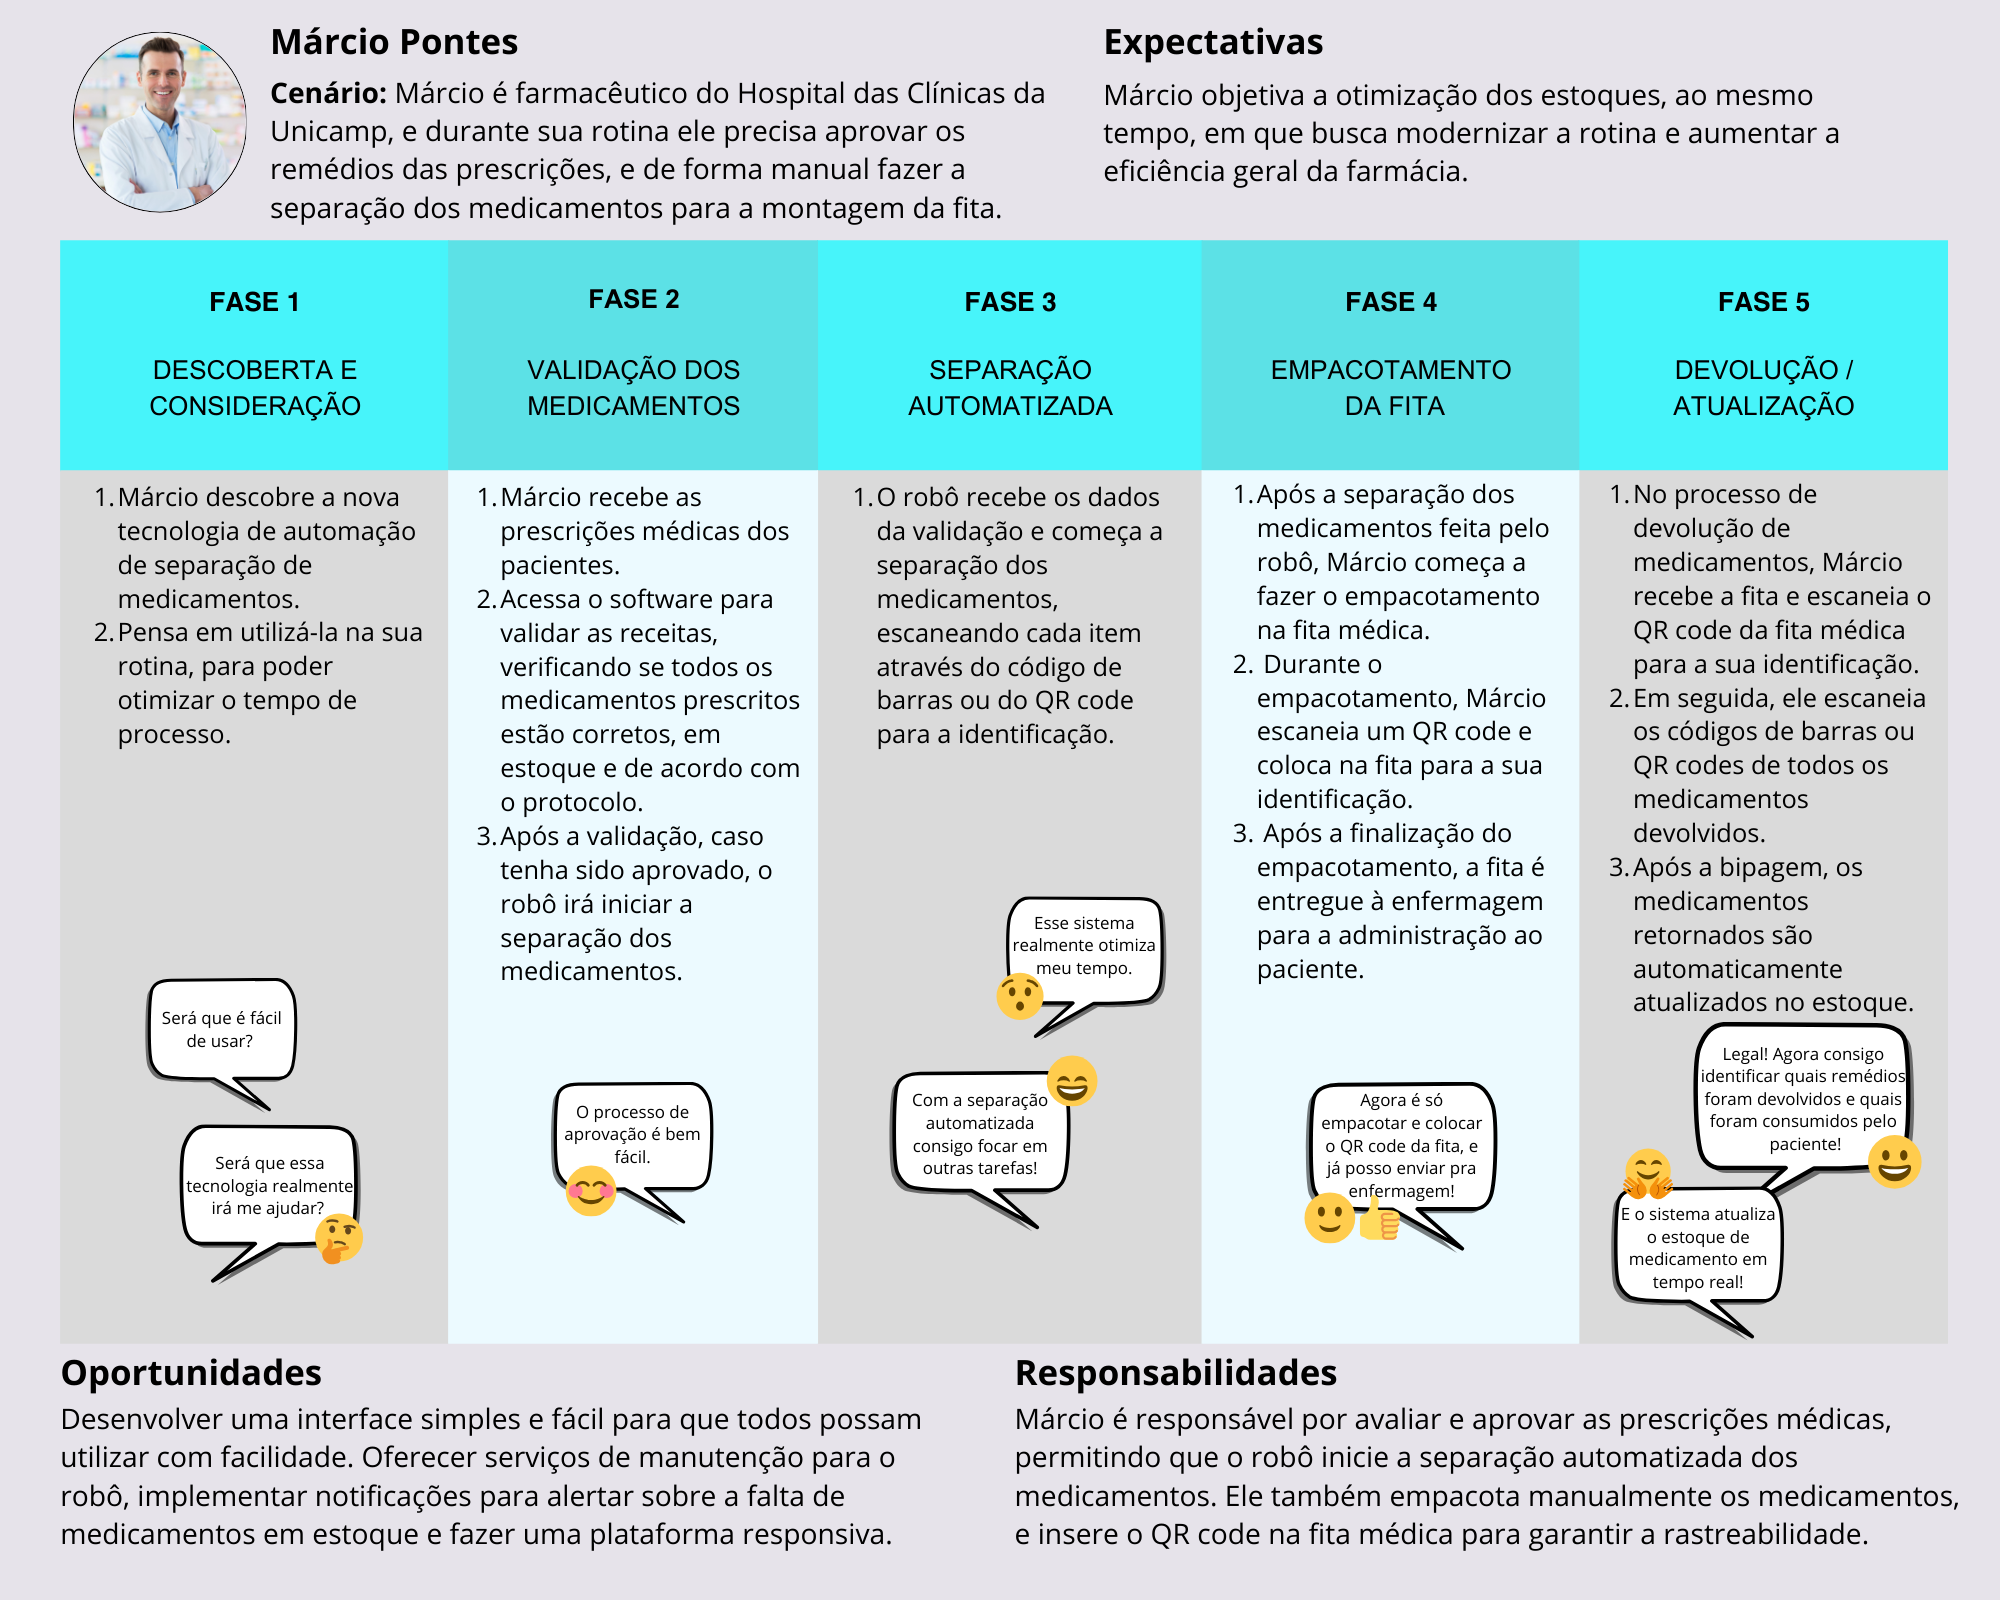 Márcio Pontes
Cenário: Márcio é farmacêutico do Hospital das Clínicas da
Unicamp, e durante sua rotina ele precisa aprovar os
remédios das prescrições, e de forma manual fazer a
separação dos medicamentos para a montagem da fita.
Expectativas
Márcio objetiva a otimização dos estoques, ao mesmo
tempo, em que busca modernizar a rotina e aumentar a
eficiência geral da farmácia.
FASE 1
DESCOBERTA E
CONSIDERAÇÃO
1. Márcio descobre a nova
tecnologia de automação
de separação de
medicamentos.
2. Pensa em utilizá-la na sua
rotina, para poder
otimizar o tempo de
processo.
Será que é fácil
de usar?
Será que essa
tecnologia realmente
irá me ajudar?
FASE 2
VALIDAÇÃO DOS
MEDICAMENTOS
1. Márcio recebe as
prescrições médicas dos
pacientes.
2. Acessa o software para
validar as receitas,
verificando se todos os
medicamentos prescritos
estão corretos, em
estoque e de acordo com
o protocolo.
3. Após a validação, caso
tenha sido aprovado, o
robô irá iniciar a
separação dos
medicamentos.
O processo de
aprovação é bem
fácil.
FASE 3
SEPARAÇÃO
AUTOMATIZADA
1. O robô recebe os dados
da validação e começa a
separação dos
medicamentos,
escaneando cada item
através do código de
barras ou do QR code
para a identificação.
Esse sistema
realmente otimiza
meu tempo.
Com a separação
automatizada
consigo focar em
outras tarefas!
FASE 4
EMPACOTAMENTO
DA FITA
1. Após a separação dos
medicamentos feita pelo
robô, Márcio começa a
fazer o empacotamento
na fita médica.
2. Durante o
empacotamento, Márcio
escaneia um QR code e
coloca na fita para a sua
identificação.
3. Após a finalização do
empacotamento, a fita é
entregue à enfermagem
para a administração ao
paciente.
Agora é só
empacotar e colocar
o QR code da fita, e
já posso enviar pra
enfermagem!
FASE 5
DEVOLUÇÃO /
ATUALIZAÇÃO
1. No processo de
devolução de
medicamentos, Márcio
recebe a fita e escaneia o
QR code da fita médica
para a sua identificação.
2. Em seguida, ele escaneia
os códigos de barras ou
QR codes de todos os
medicamentos
devolvidos.
3. Após a bipagem, os
medicamentos
retornados são
automaticamente
atualizados no estoque.
Legal! Agora consigo
identificar quais remédios
foram devolvidos e quais
foram consumidos pelo
paciente!
E o sistema atualiza
o estoque de
medicamento em
tempo real!
Oportunidades
Desenvolver uma interface simples e fácil para que todos possam
utilizar com facilidade. Oferecer serviços de manutenção para o
robô, implementar notificações para alertar sobre a falta de
medicamentos em estoque e fazer uma plataforma responsiva.
Responsabilidades
Márcio é responsável por avaliar e aprovar as prescrições médicas,
permitindo que o robô inicie a separação automatizada dos
medicamentos. Ele também empacota manualmente os medicamentos,
e insere o QR code na fita médica para garantir a rastreabilidade.